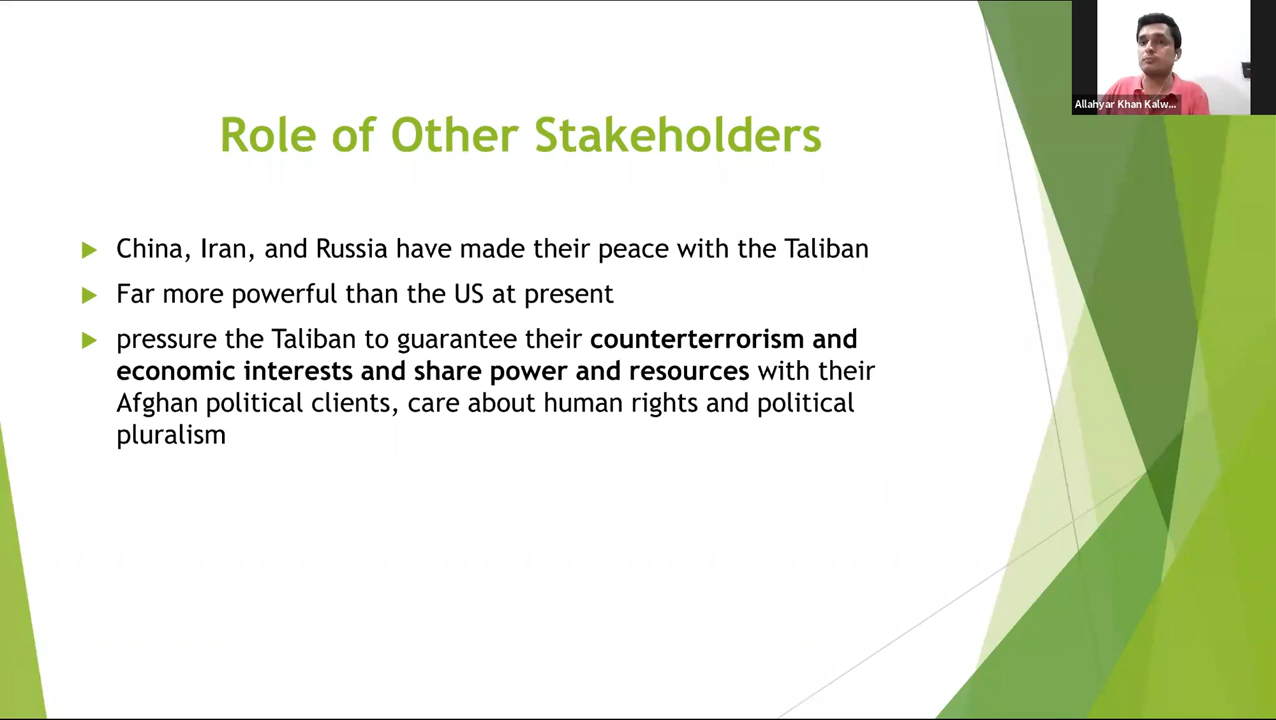 Allahyar Khan Kalw...
Role of Other Stakeholders
China, Iran, and Russia have made their peace with the Taliban
Far more powerful than the US at present
pressure the Taliban to guarantee their counterterrorism and
economic interests and share power and resources with their
Afghan political clients, care about human rights and political
pluralism